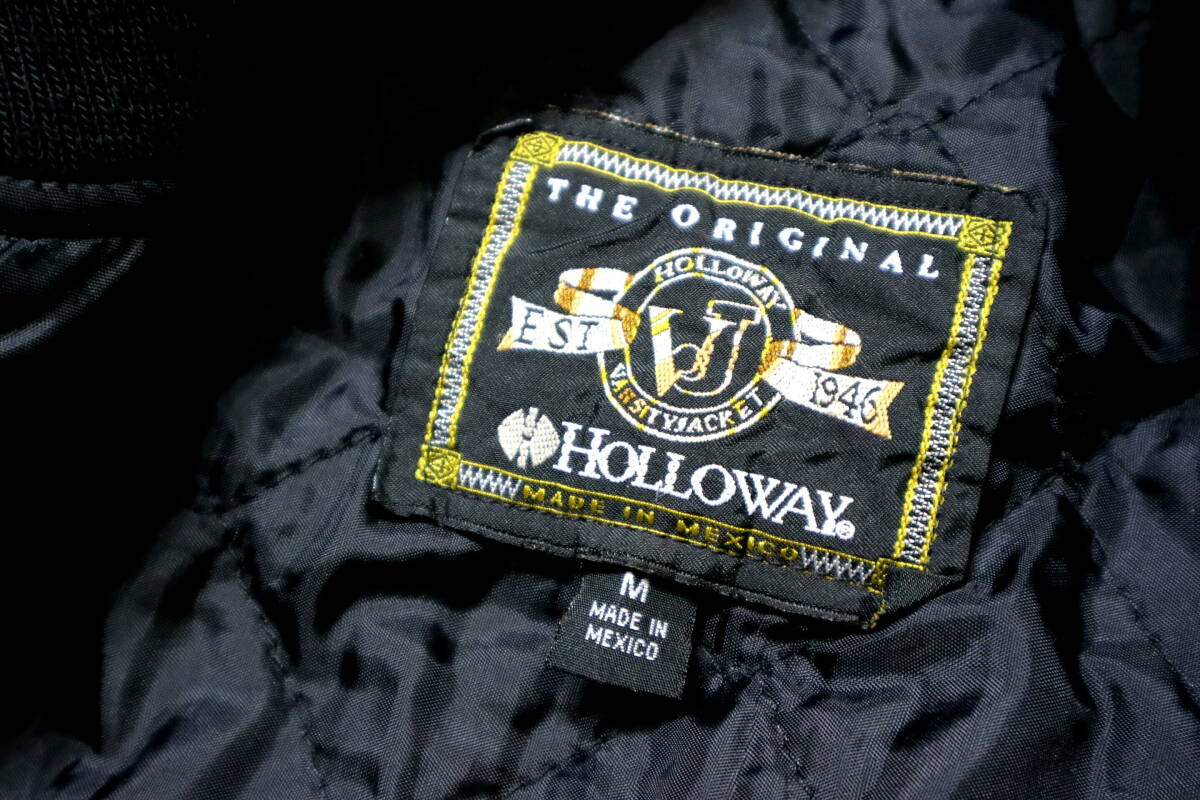 THE ORIGINAL
HOLLOWAY
EST VJ 1946
VARSITY JACKET
HOLLOWAY®
MADE IN MEXICO
M
MADE IN
MEXICO